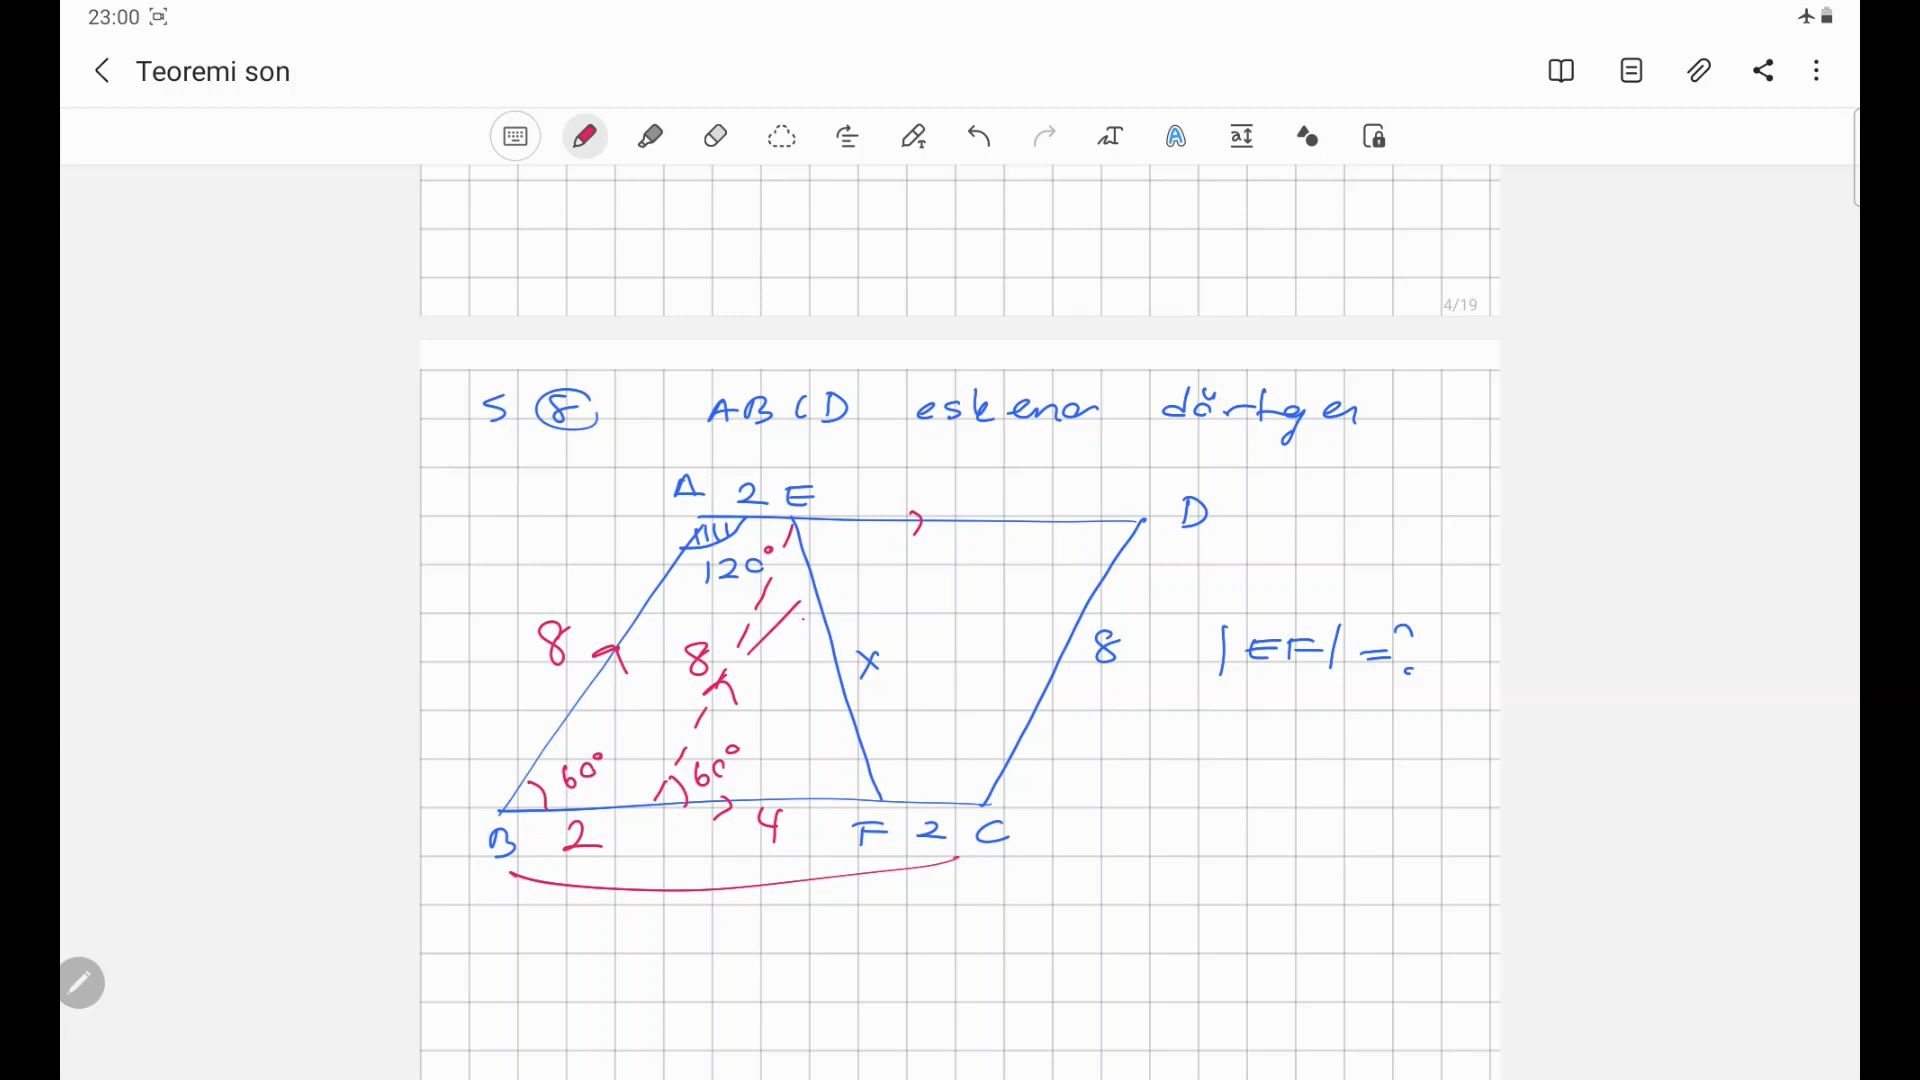 23:00
Teoremi son
4/19
S 8 ABCD eskenar dörtgen
A 2 E D
120°
8 8 x 8 |EF| = ?
60° 60°
B 2 4 F 2 C